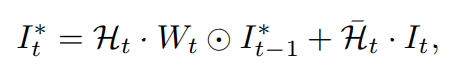 $I_t^* = \mathcal{H}_t \cdot W_t \odot I_{t-1}^* + \bar{\mathcal{H}}_t \cdot I_t,$